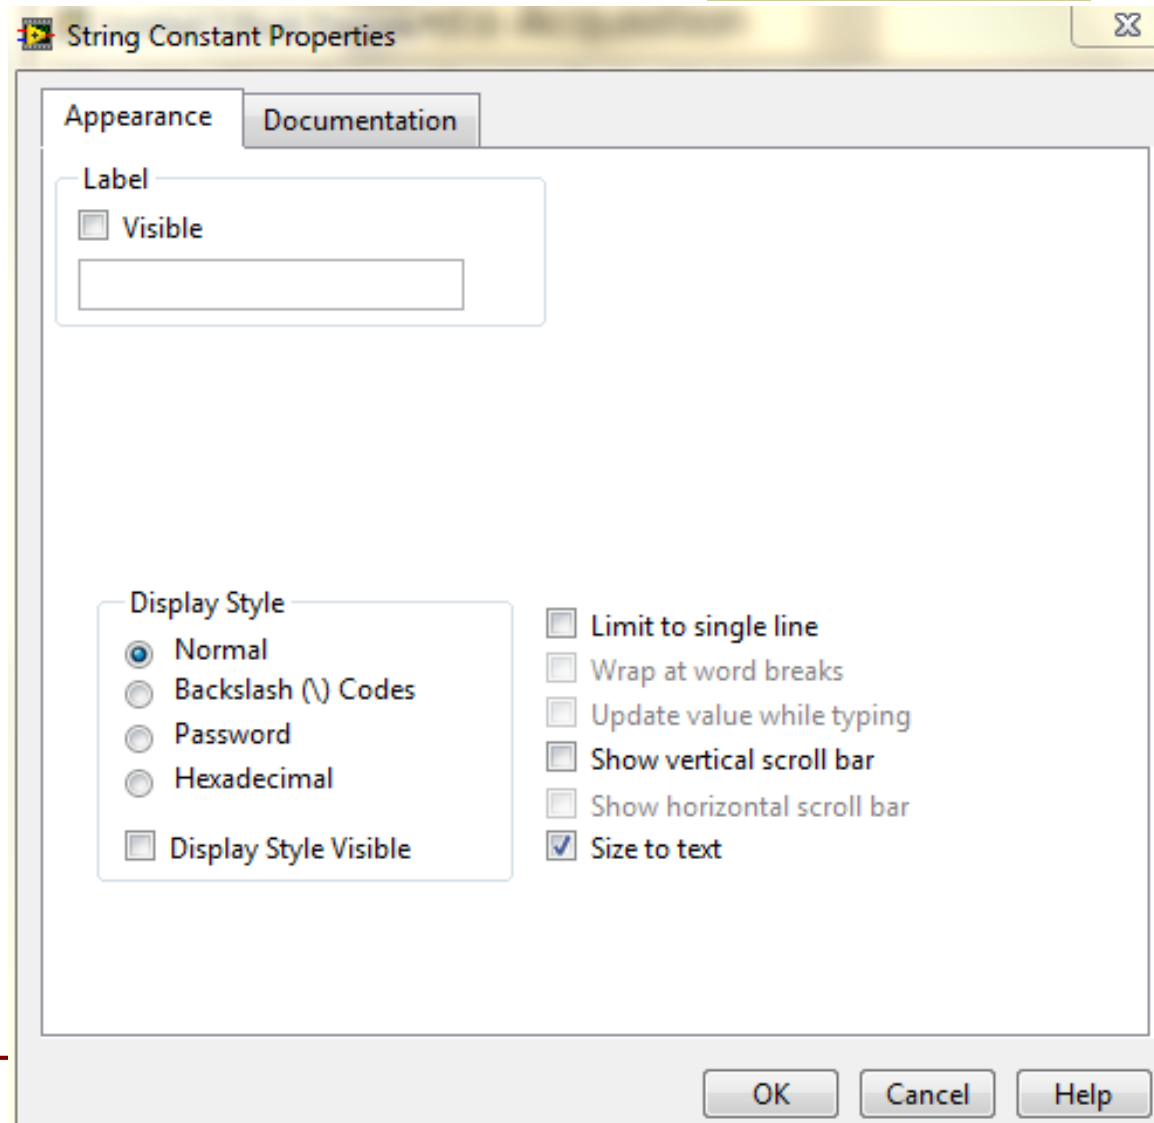 String Constant Properties
Appearance
Documentation
Label
Visible
Display Style
Normal
Backslash (\) Codes
Password
Hexadecimal
Display Style Visible
Limit to single line
Wrap at word breaks
Update value while typing
Show vertical scroll bar
Show horizontal scroll bar
Size to text
OK
Cancel
Help